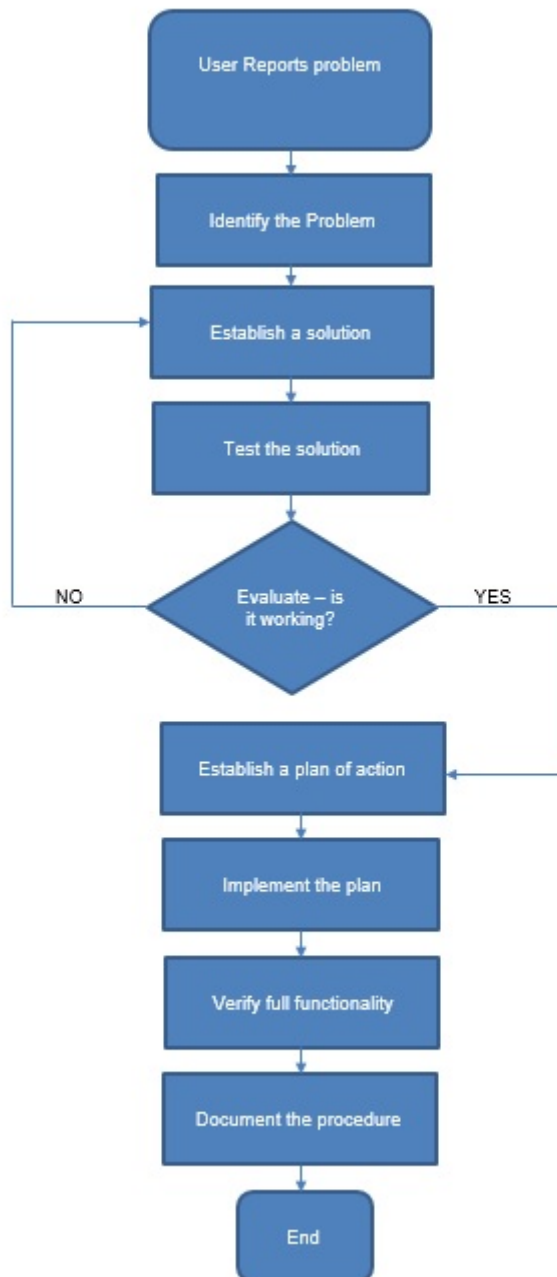 User Reports problem
Identify the Problem
Establish a solution
Test the solution
Evaluate – is
it working?
NO
YES
Establish a plan of action
Implement the plan
Verify full functionality
Document the procedure
End